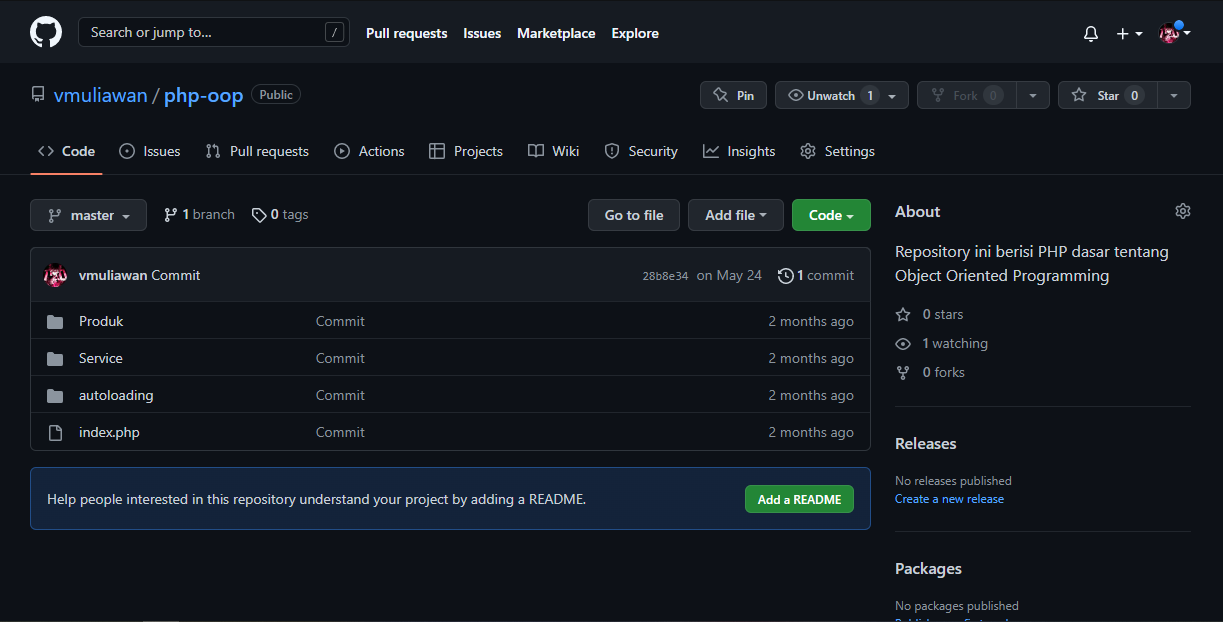 Search or jump to... / Pull requests Issues Marketplace Explore
vmuliawan / php-oop Public Pin Unwatch 1 Fork 0 Star 0
Code Issues Pull requests Actions Projects Wiki Security Insights Settings
master 1 branch 0 tags Go to file Add file Code
vmuliawan Commit 28b8e34 on May 24 1 commit
Produk Commit 2 months ago
Service Commit 2 months ago
autoloading Commit 2 months ago
index.php Commit 2 months ago
Help people interested in this repository understand your project by adding a README. Add a README
About
Repository ini berisi PHP dasar tentang
Object Oriented Programming
0 stars
1 watching
0 forks
Releases
No releases published
Create a new release
Packages
No packages published